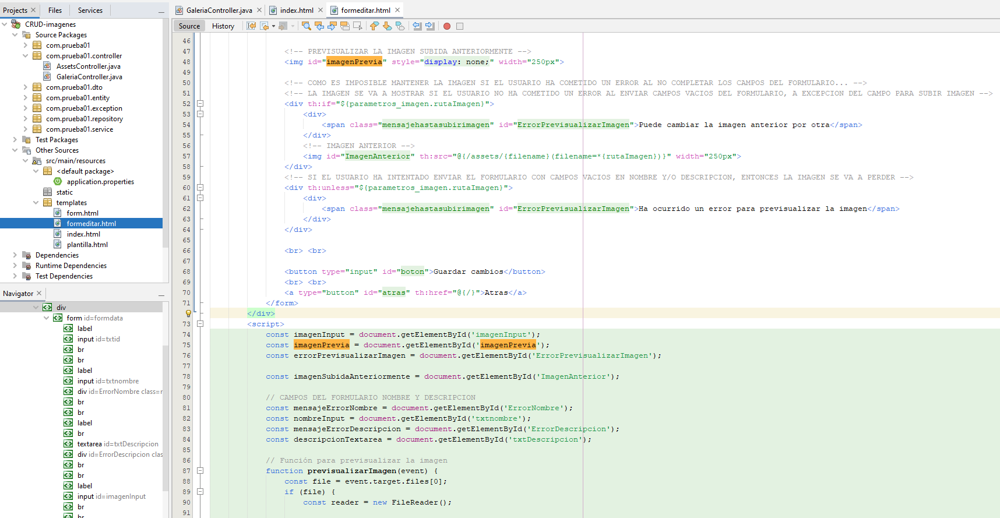 Projects
Files
Services
CRUD-imagenes
Source Packages
com.prueba01
com.prueba01.controller
AssetsController.java
GaleriaController.java
com.prueba01.dto
com.prueba01.entity
com.prueba01.exception
com.prueba01.repository
com.prueba01.service
Test Packages
Other Sources
src/main/resources
<default package>
application.properties
static
templates
form.html
formeditar.html
index.html
plantilla.html
Dependencies
Runtime Dependencies
Test Dependencies
Navigator
div
form id=formdata
label
input id=txtid
br
br
label
input id=txtnombre
div id=ErrorNombre class=r
br
br
label
br
textarea id=txtDescripcion
div id=ErrorDescripcion clas
br
br
label
input id=imagenInput
br
br
GaleriaController.java
index.html
formeditar.html
Source
History
46
47 <!-- PREVISUALIZAR LA IMAGEN SUBIDA ANTERIORMENTE -->
48 <img id="imagenPrevia" style="display: none;" width="250px">
49
50 <!-- COMO ES IMPOSIBLE MANTENER LA IMAGEN SI EL USUARIO HA COMETIDO UN ERROR AL NO COMPLETAR LOS CAMPOS DEL FORMULARIO... -->
51 <!-- LA IMAGEN SE VA A MOSTRAR SI EL USUARIO NO HA COMETIDO UN ERROR AL ENVIAR CAMPOS VACIOS DEL FORMULARIO, A EXCEPCION DEL CAMPO PARA SUBIR IMAGEN -->
52 <div th:if="${parametros_imagen.rutaImagen}">
53 <div>
54 <span class="mensajehastasubirimagen" id="ErrorPrevisualizarImagen">Puede cambiar la imagen anterior por otra</span>
55 </div>
56 <!-- IMAGEN ANTERIOR -->
57 <img id="ImagenAnterior" th:src="@{/assets/{filename}(filename=*{rutaImagen})}" width="250px">
58 </div>
59 <!-- SI EL USUARIO HA INTENTADO ENVIAR EL FORMULARIO CON CAMPOS VACIOS EN NOMBRE Y/O DESCRIPCION, ENTONCES LA IMAGEN SE VA A PERDER -->
60 <div th:unless="${parametros_imagen.rutaImagen}">
61 <div>
62 <span class="mensajehastasubirimagen" id="ErrorPrevisualizarImagen">Ha ocurrido un error para previsualizar la imagen</span>
63 </div>
64 </div>
65
66 <br> <br>
67
68 <button type="input" id="boton">Guardar cambios</button>
69 <br> <br>
70 <a type="button" id="atras" th:href="@{/}">Atras</a>
71 </form>
</div>
73 <script>
74 const imagenInput = document.getElementById('imagenInput');
75 const imagenPrevia = document.getElementById('imagenPrevia');
76 const errorPrevisualizarImagen = document.getElementById('ErrorPrevisualizarImagen');
77
78 const imagenSubidaAnteriormente = document.getElementById('ImagenAnterior');
79
80 // CAMPOS DEL FORMULARIO NOMBRE Y DESCRIPCION
81 const mensajeErrorNombre = document.getElementById('ErrorNombre');
82 const nombreInput = document.getElementById('txtnombre');
83 const mensajeErrorDescripcion = document.getElementById('ErrorDescripcion');
84 const descripcionTextarea = document.getElementById('txtDescripcion');
85
86 // Función para previsualizar la imagen
87 function previsualizarImagen(event) {
88 const file = event.target.files[0];
89 if (file) {
90 const reader = new FileReader();
91